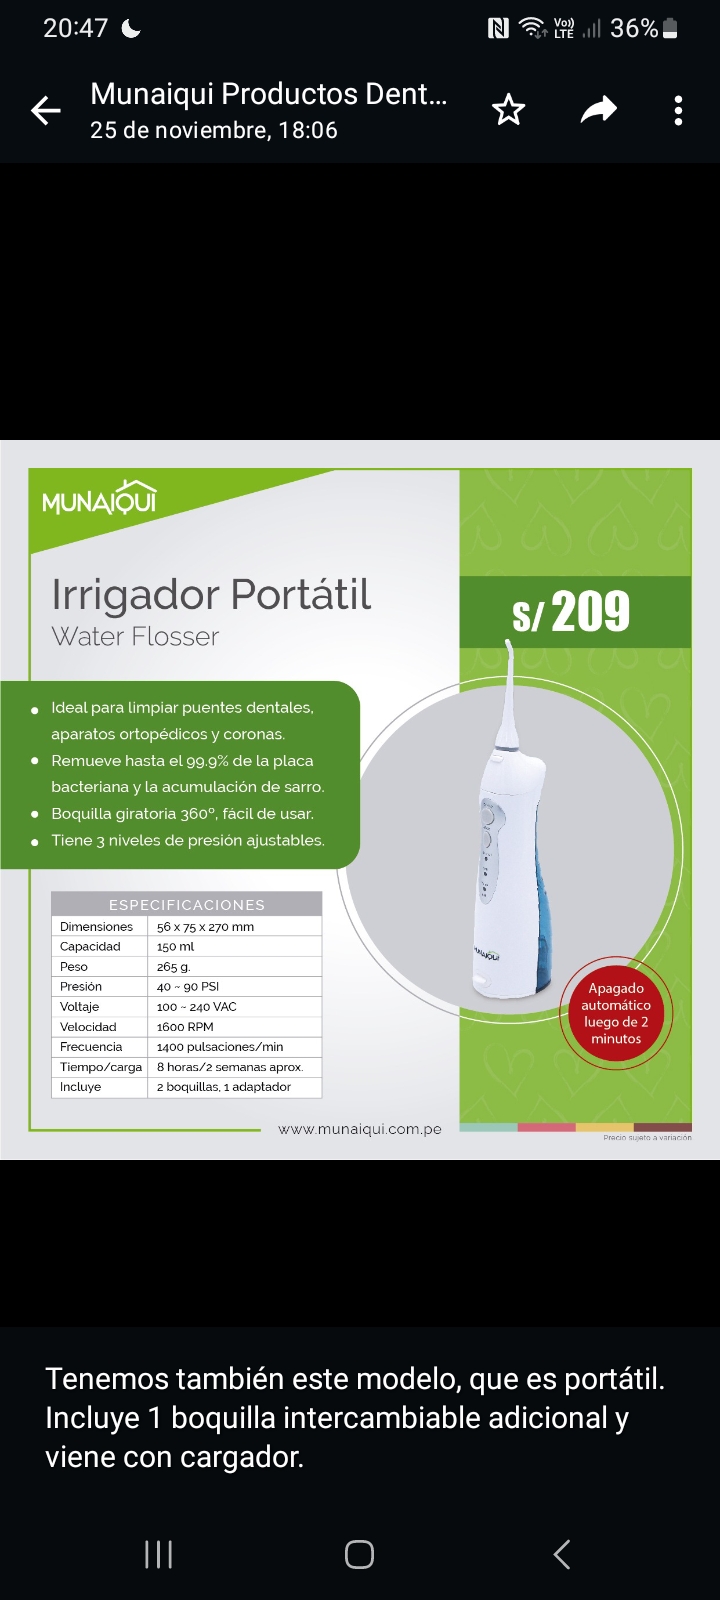 20:47
Vo))
LTE
36%
Munaiqui Productos Dent...
25 de noviembre, 18:06
MUNAIQUI
Irrigador Portátil
Water Flosser
S/ 209
Ideal para limpiar puentes dentales,
aparatos ortopédicos y coronas.
Remueve hasta el 99.9% de la placa
bacteriana y la acumulación de sarro.
Boquilla giratoria 360º, fácil de usar.
Tiene 3 niveles de presión ajustables.
ESPECIFICACIONES
Dimensiones 56 x 75 x 270 mm
Capacidad 150 ml
Peso 265 g.
Presión 40 ~ 90 PSI
Voltaje 100 ~ 240 VAC
Velocidad 1600 RPM
Frecuencia 1400 pulsaciones/min
Tiempo/carga 8 horas/2 semanas aprox.
Incluye 2 boquillas, 1 adaptador
MUNAIQUI
Apagado
automático
luego de 2
minutos
www.munaiqui.com.pe
Precio sujeto a variación
Tenemos también este modelo, que es portátil.
Incluye 1 boquilla intercambiable adicional y
viene con cargador.